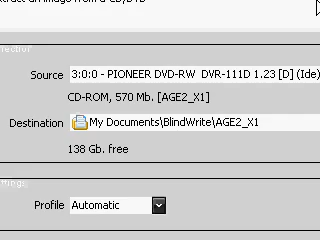 an image from a CD/DVD
Source 3:0:0 - PIONEER DVD-RW DVR-111D 1.23 [D] (Ide)
CD-ROM, 570 Mb. [AGE2_X1]
Destination My Documents\BlindWrite\AGE2_X1
138 Gb. free
Profile Automatic